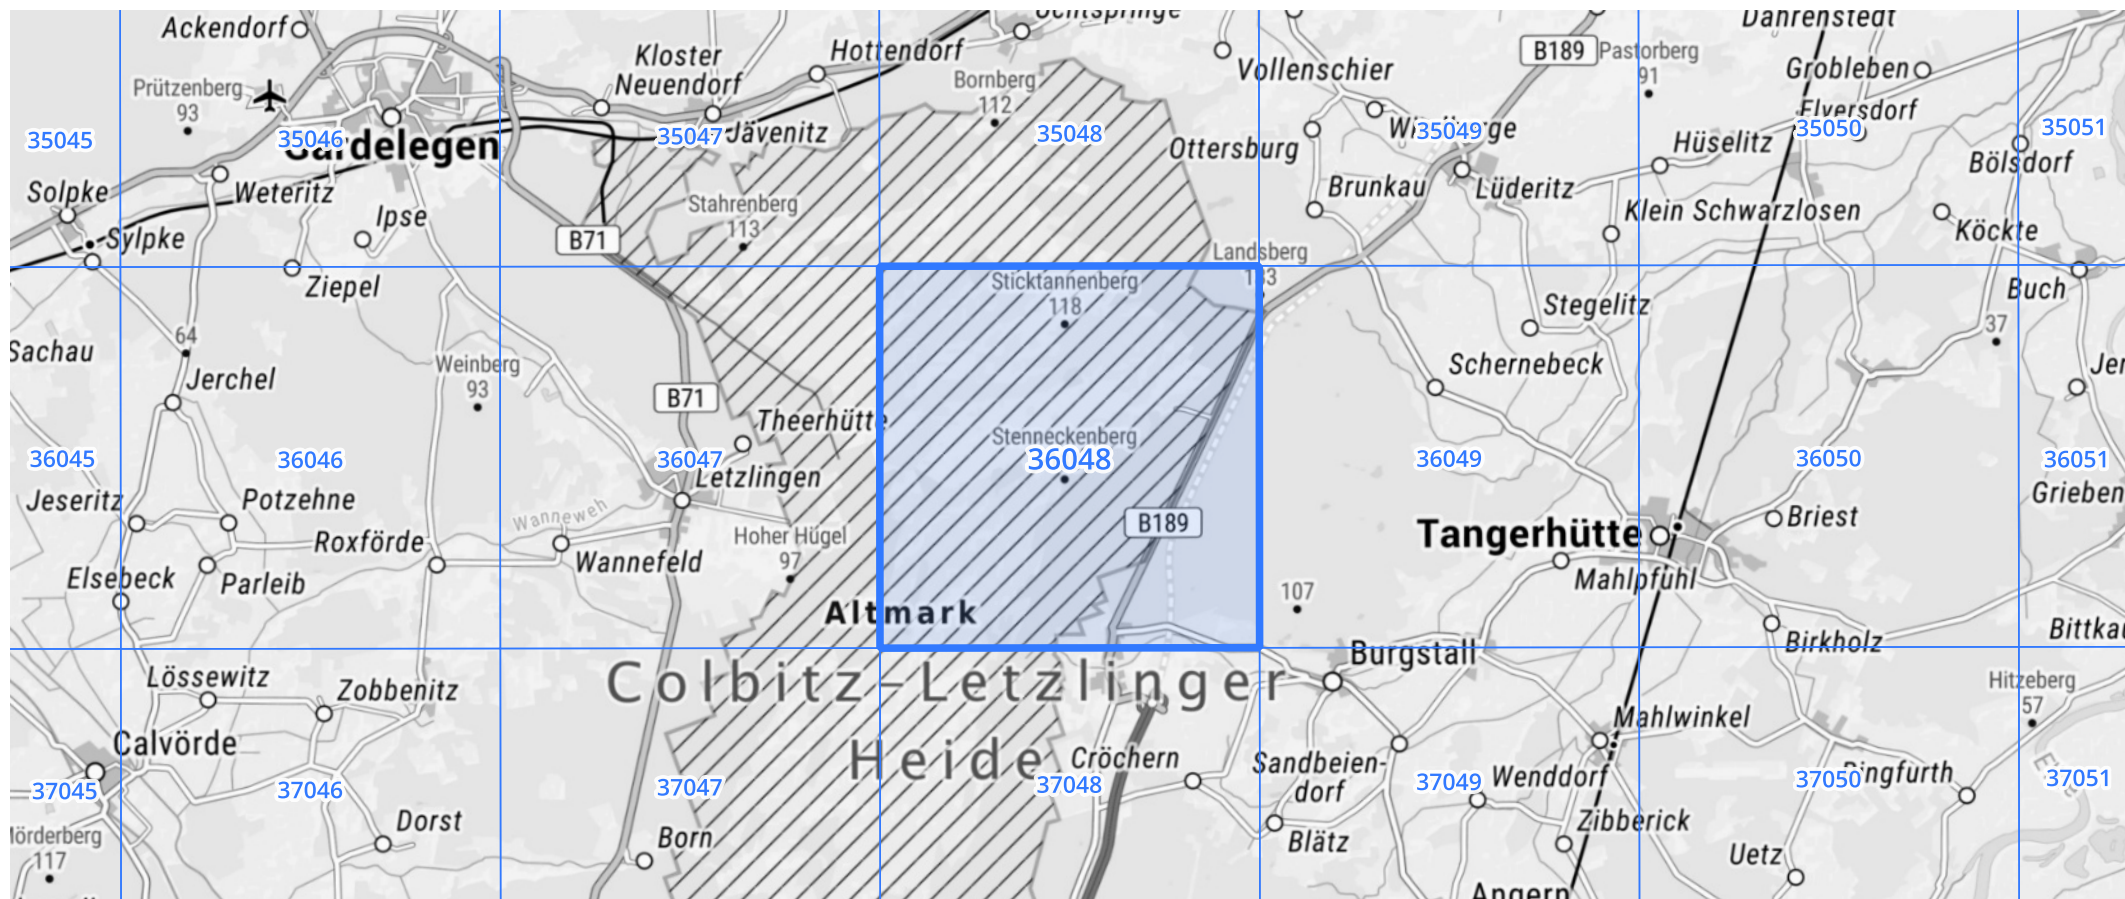 Ackendorf
Prützenberg
93
35045
35046
Gardelegen
Solpke
Weteritz
Sylpke
Ipse
Ziepel
Kloster
Neuendorf
Hottendorf
35047
Jävenitz
Stahrenberg
113
B71
Bornberg
112
35048
Vollenschier
B189
Pastorberg
91
35049
Ottersburg
Brunkau
Lüderitz
Hüselitz
Klein Schwarzlosen
Landsberg
Dahrenstedt
Grobleben
Elversdorf
35050
35051
Bölsdorf
Köckte
Buch
37
64
Sachau
Jerchel
Weinberg
93
B71
Theerhütte
Sticktannenberg
118
Stenneckenberg
36048
B189
Stegelitz
Schernebeck
36045
36046
36047
36049
36050
36051
Letzlingen
Jeseritz
Potzehne
Roxförde
Wanneweh
Wannefeld
Hoher Hügel
97
Elsebeck
Parleib
Altmark
107
Tangerhütte
Mahlpfuhl
Briest
Grieben
Birkholz
Colbitz-Letzlinger
Heide
Burgstall
Lössewitz
Zobbenitz
Calvörde
37045
37046
37047
37048
37049
37050
37051
Dorst
Born
117
Cröchern
Sandbeien-
dorf
Blätz
Mahlwinkel
Wenddorf
Zibberick
Angern
Uetz
Ringfurth
Hitzeberg
57